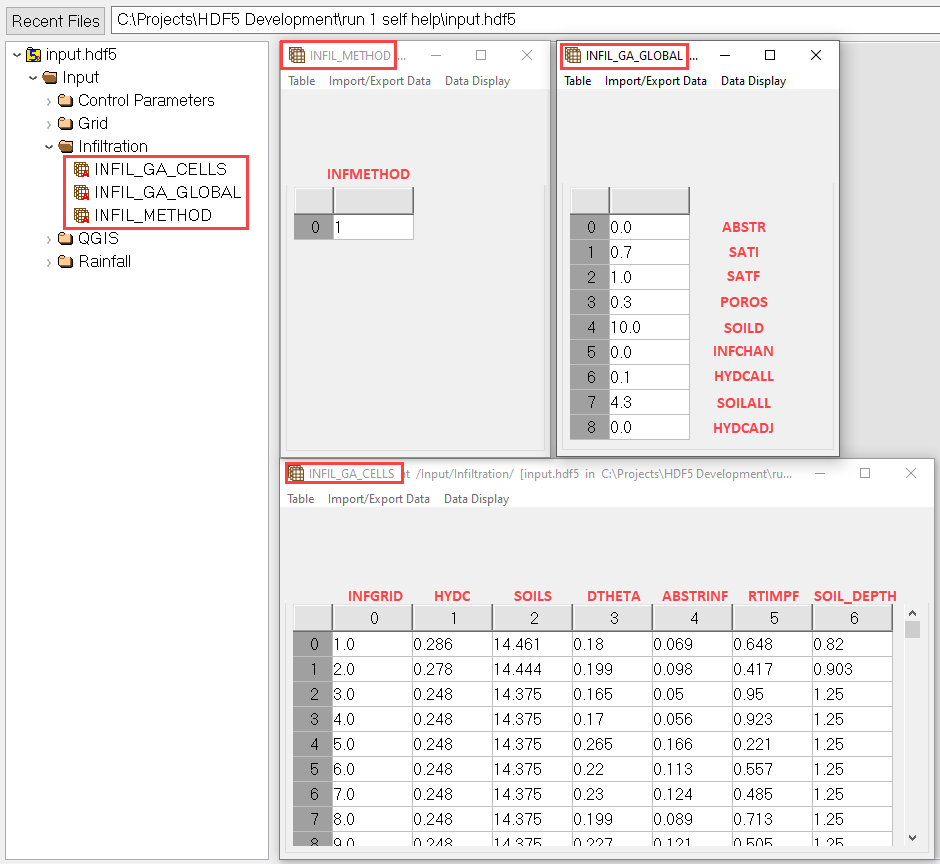 Recent Files C:\Projects\HDF5 Development\run 1 self help\input.hdf5
input.hdf5
Input
Control Parameters
Grid
Infiltration
INFIL_GA_CELLS
INFIL_GA_GLOBAL
INFIL_METHOD
QGIS
Rainfall
INFIL_METHOD ...
Table Import/Export Data Data Display
INFMETHOD
0 1
INFIL_GA_GLOBAL ...
Table Import/Export Data Data Display
0 0.0 ABSTR
1 0.7 SATI
2 1.0 SATF
3 0.3 POROS
4 10.0 SOILD
5 0.0 INFCHAN
6 0.1 HYDCALL
7 4.3 SOILALL
8 0.0 HYDCADJ
INFIL_GA_CELLS at /Input/Infiltration/ [input.hdf5 in C:\Projects\HDF5 Development\ru...
Table Import/Export Data Data Display
INFGRID HYDC SOILS DTHETA ABSTRINF RTIMPF SOIL_DEPTH
0 1 2 3 4 5 6
0 1.0 0.286 14.461 0.18 0.069 0.648 0.82
1 2.0 0.278 14.444 0.199 0.098 0.417 0.903
2 3.0 0.248 14.375 0.165 0.05 0.95 1.25
3 4.0 0.248 14.375 0.17 0.056 0.923 1.25
4 5.0 0.248 14.375 0.265 0.166 0.221 1.25
5 6.0 0.248 14.375 0.22 0.113 0.557 1.25
6 7.0 0.248 14.375 0.23 0.124 0.485 1.25
7 8.0 0.248 14.375 0.199 0.089 0.713 1.25
8 9.0 0.248 14.375 0.227 0.121 0.505 1.25